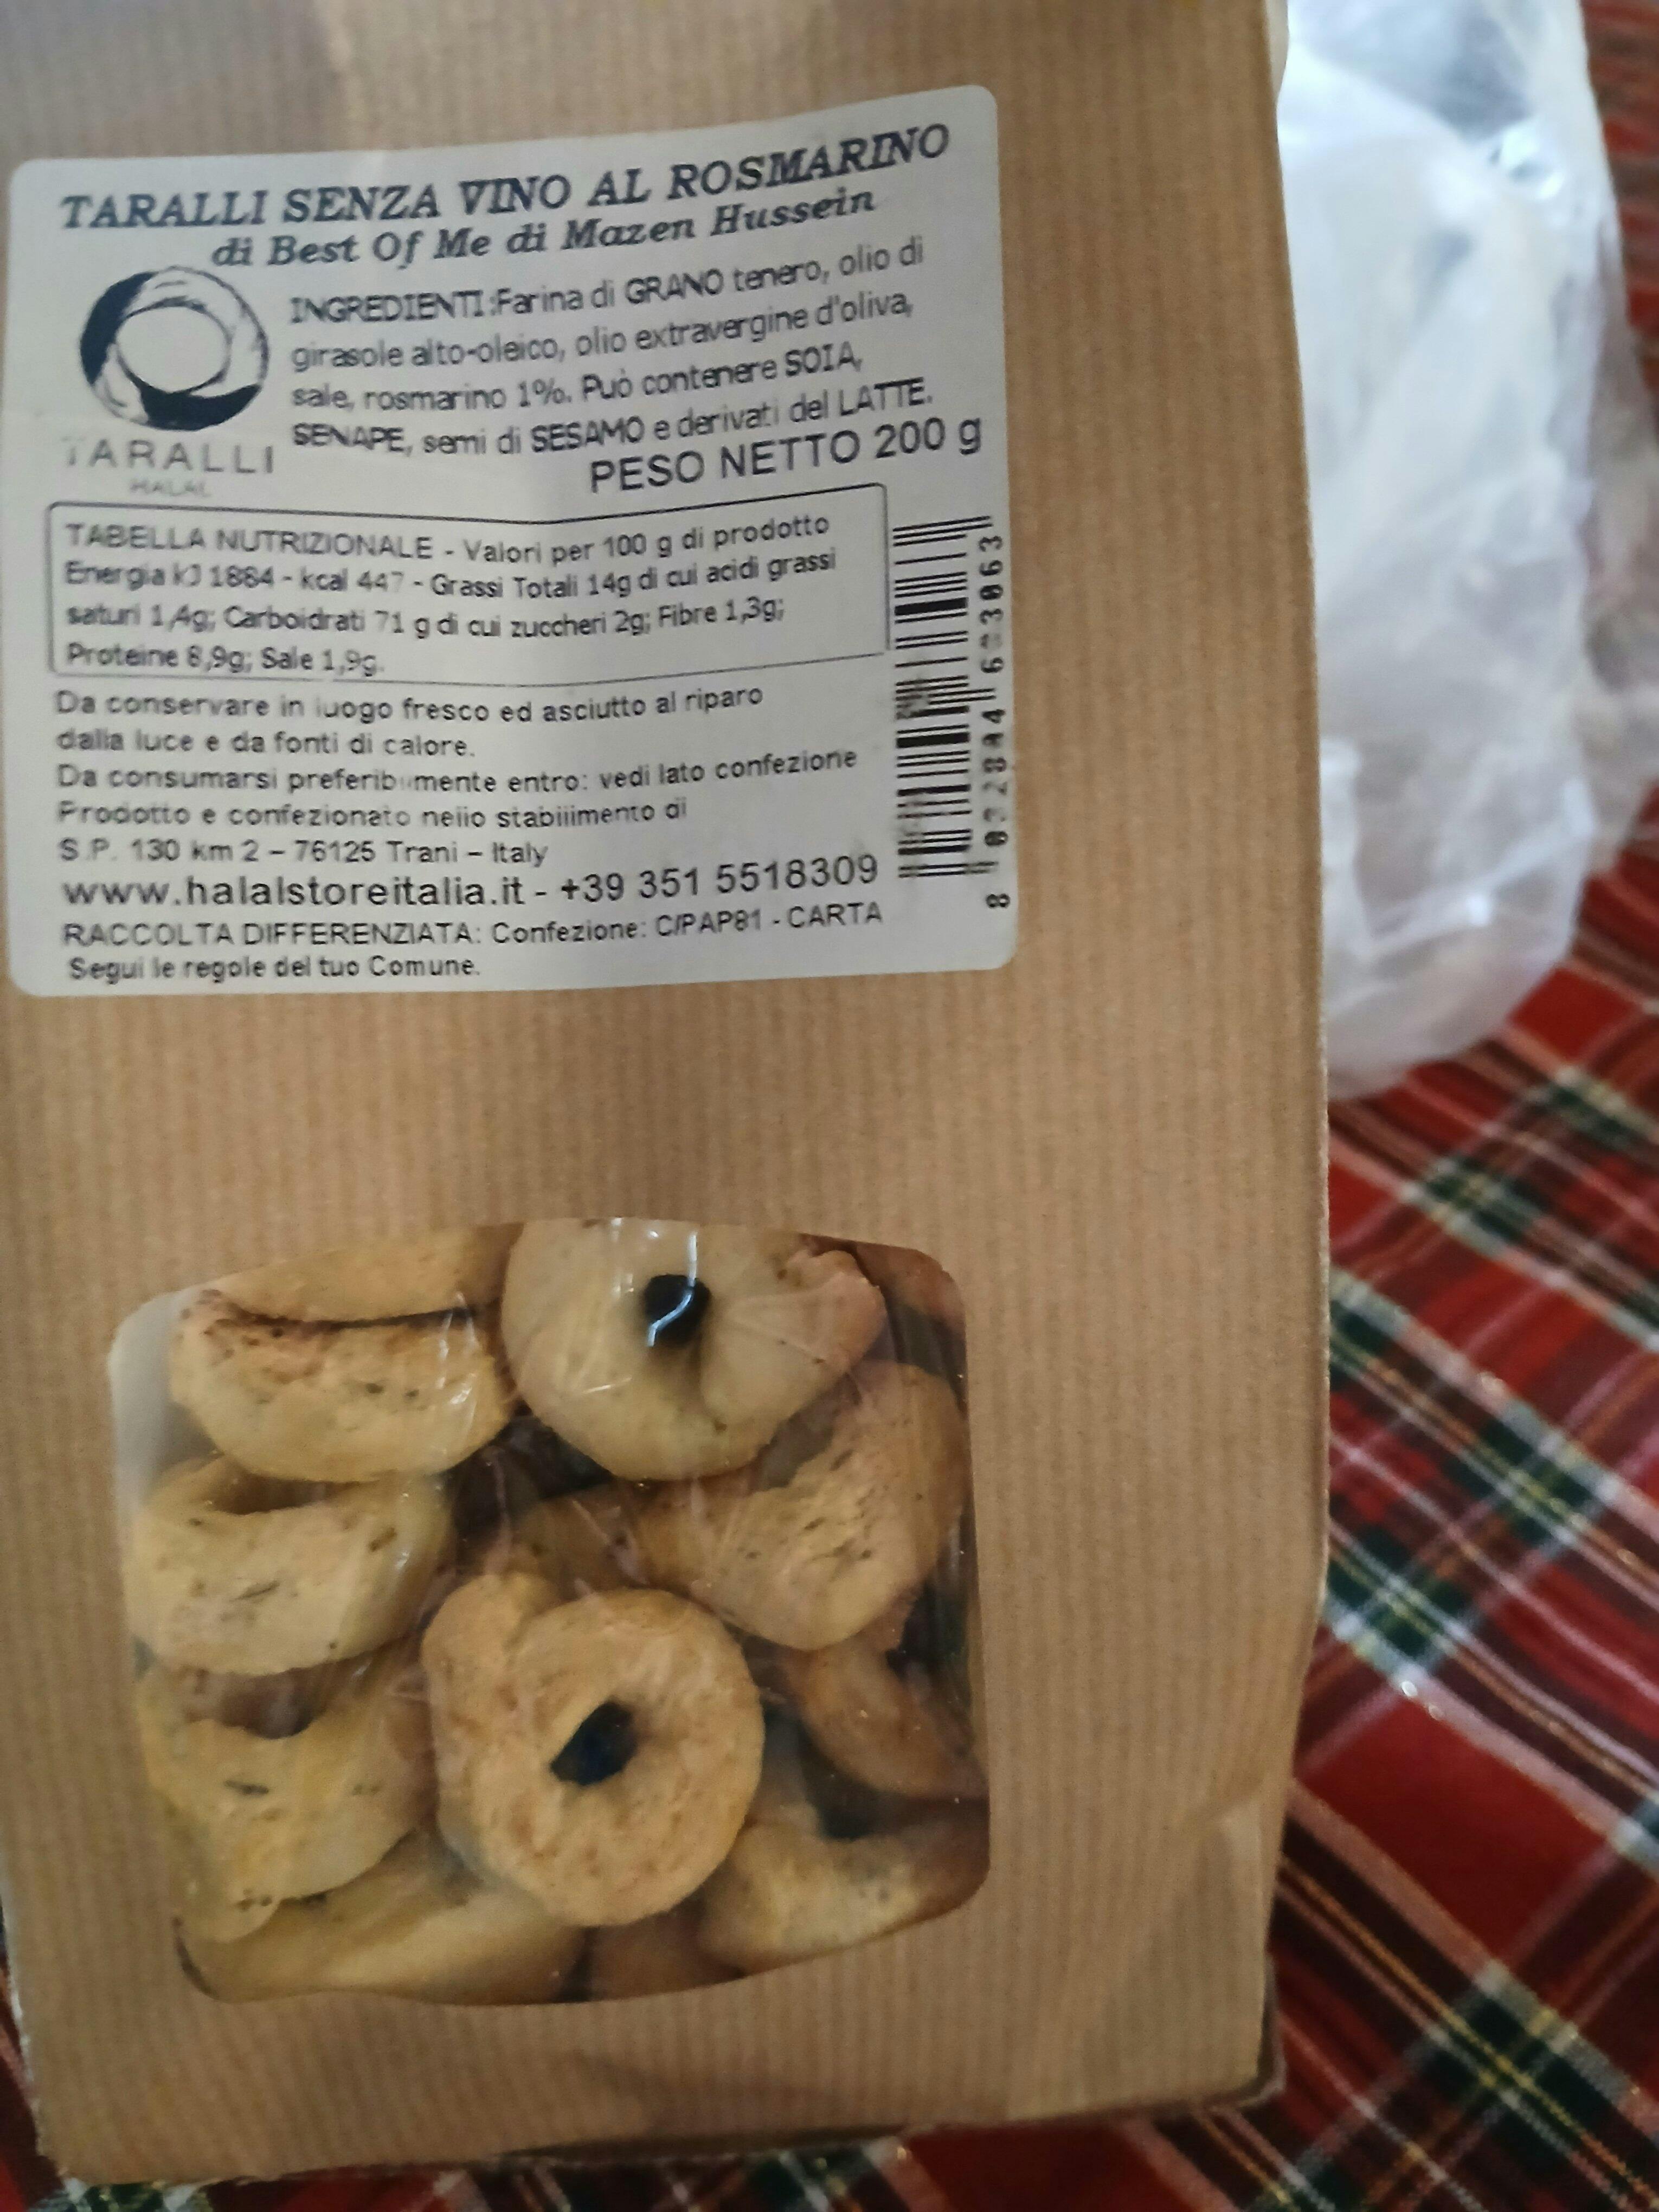 TARALLI SENZA VINO AL ROSMARINO
di Best Of Me di Mazen Hussein
INGREDIENTI:Farina di GRANO tenero, olio di
girasole alto-oleico, olio extravergine d'oliva,
sale, rosmarino 1%. Può contenere SOIA,
SENAPE, semi di SESAMO e derivati del LATTE.
TARALLI
HALAL
PESO NETTO 200 g
TABELLA NUTRIZIONALE - Valori per 100 g di prodotto
Energia kJ 1884 - kcal 447 - Grassi Totali 14g di cui acidi grassi
saturi 1,4g; Carboidrati 71 g di cui zuccheri 2g; Fibre 1,3g;
Proteine 8,9g; Sale 1,9g.
Da conservare in luogo fresco ed asciutto al riparo
dalla luce e da fonti di calore.
Da consumarsi preferibilmente entro: vedi lato confezione
Prodotto e confezionato nello stabilimento di
S.P. 130 km 2 – 76125 Trani – Italy
www.halalstoreitalia.it - +39 351 5518309
RACCOLTA DIFFERENZIATA: Confezione: C/PAP81 - CARTA
Segui le regole del tuo Comune.